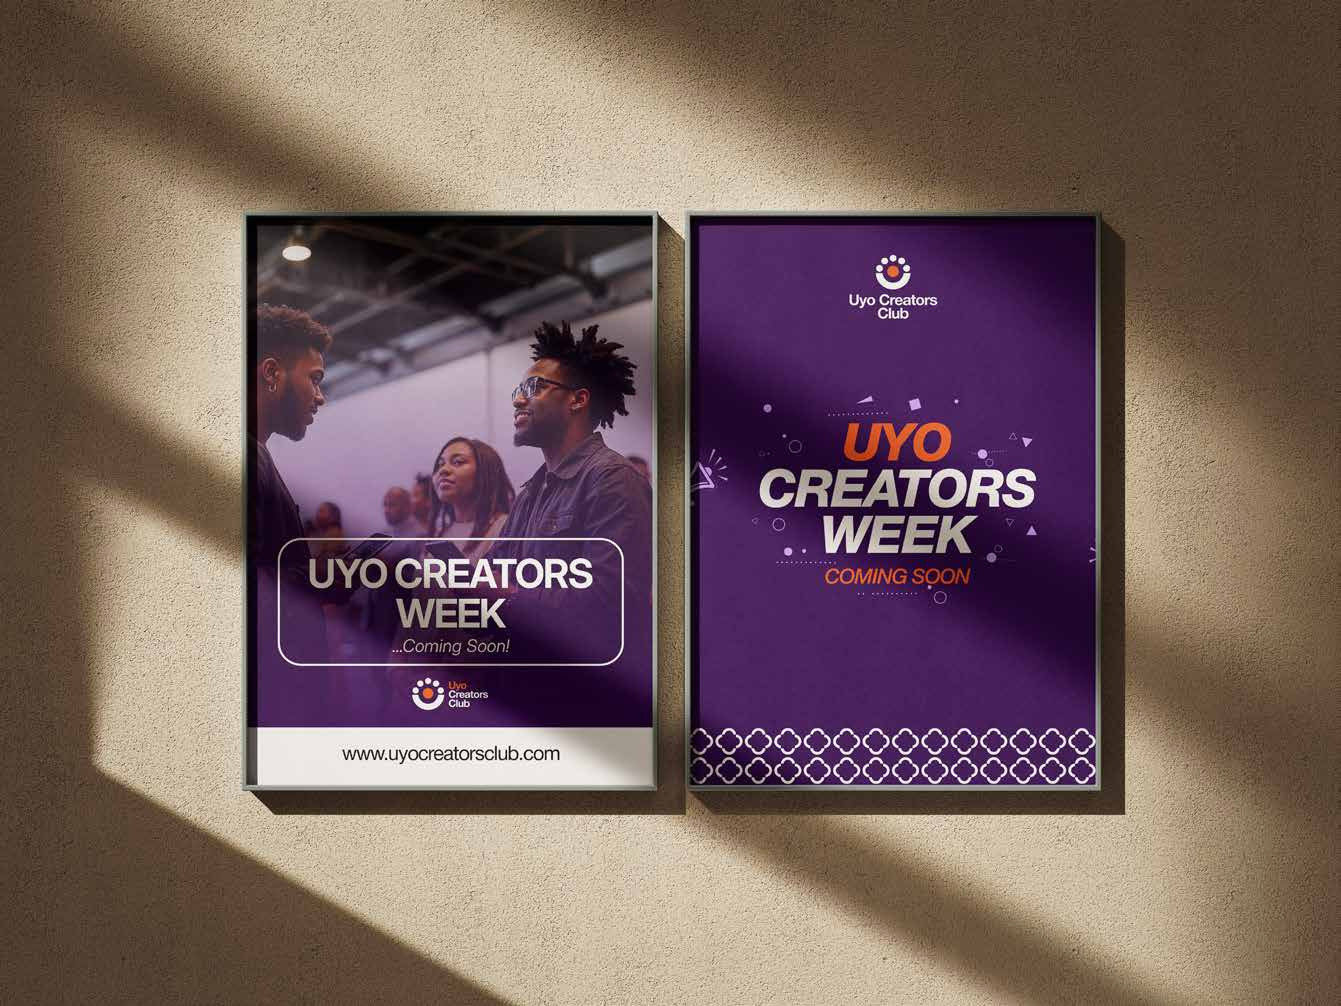 UYO CREATORS
WEEK
...Coming Soon!
Uyo
Creators
Club
www.uyocreatorsclub.com
Uyo Creators
Club
UYO
CREATORS
WEEK
COMING SOON